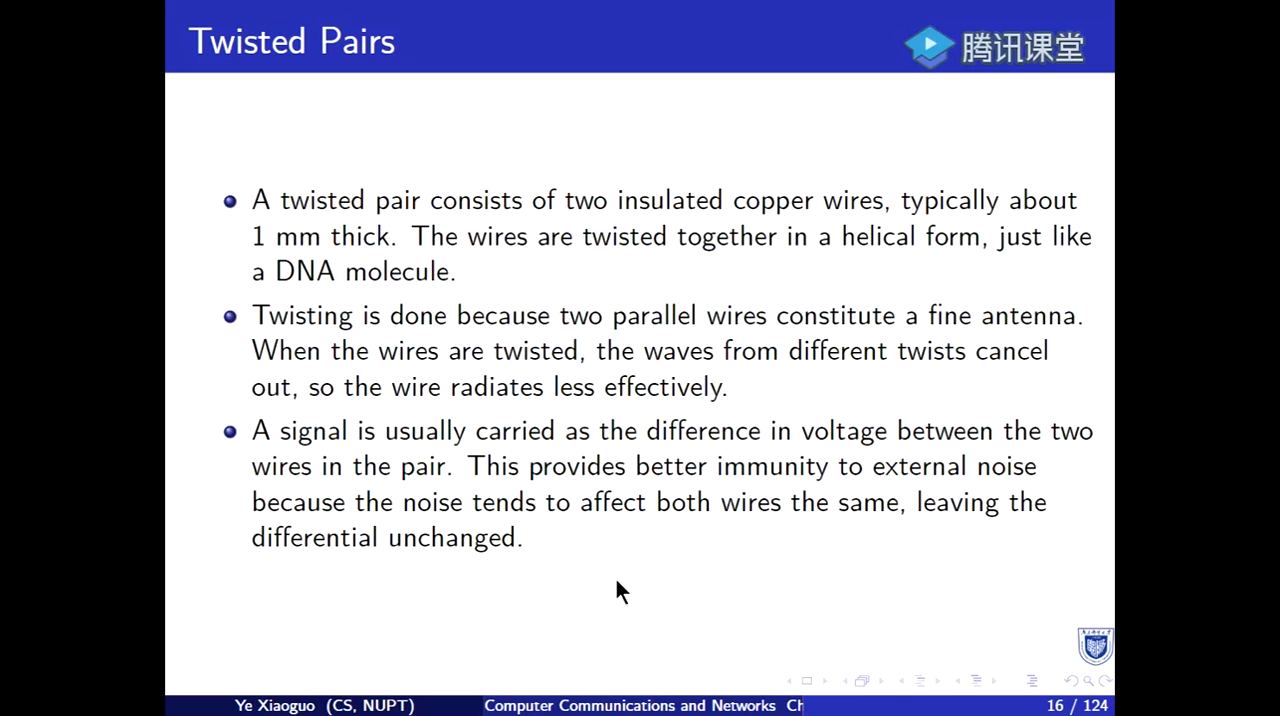 Twisted Pairs
腾讯课堂
A twisted pair consists of two insulated copper wires, typically about
1 mm thick. The wires are twisted together in a helical form, just like
a DNA molecule.
Twisting is done because two parallel wires constitute a fine antenna.
When the wires are twisted, the waves from different twists cancel
out, so the wire radiates less effectively.
A signal is usually carried as the difference in voltage between the two
wires in the pair. This provides better immunity to external noise
because the noise tends to affect both wires the same, leaving the
differential unchanged.
Ye Xiaoguo (CS, NUPT)
Computer Communications and Networks Ch
16 / 124